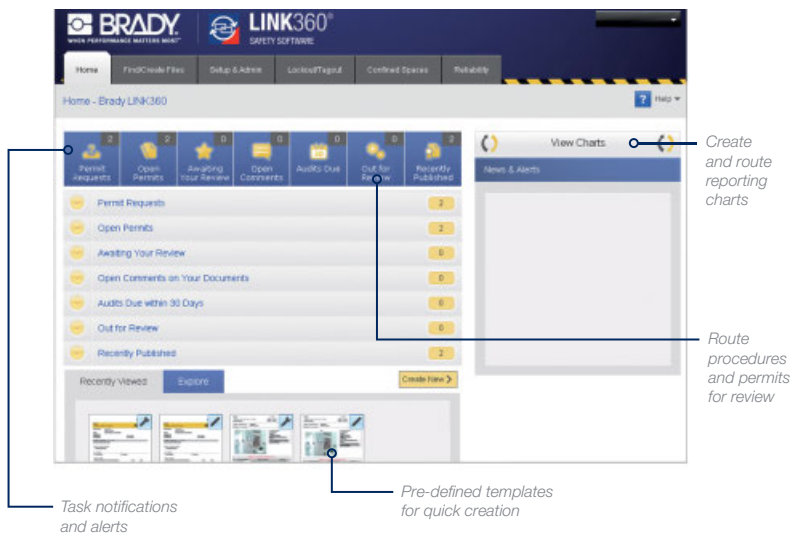 BRADY.
WHEN PERFORMANCE MATTERS MOST™
LINK360®
SAFETY SOFTWARE
Home
Find/Create Files
Setup & Admin
Lockout/Tagout
Confined Spaces
Reliability
Home - Brady LINK360
? Help
2
Permit
Requests
2
Open
Permits
0
Awaiting
Your Review
0
Open
Comments
0
Audits Due
0
Out for
Review
2
Recently
Published
Permit Requests 2
Open Permits 2
Awaiting Your Review 0
Open Comments on Your Documents 0
Audits Due within 30 Days 0
Out for Review 0
Recently Published 2
Recently Viewed
Explore
Create New
View Charts
News & Alerts
Create
and route
reporting
charts
Route
procedures
and permits
for review
Pre-defined templates
for quick creation
Task notifications
and alerts